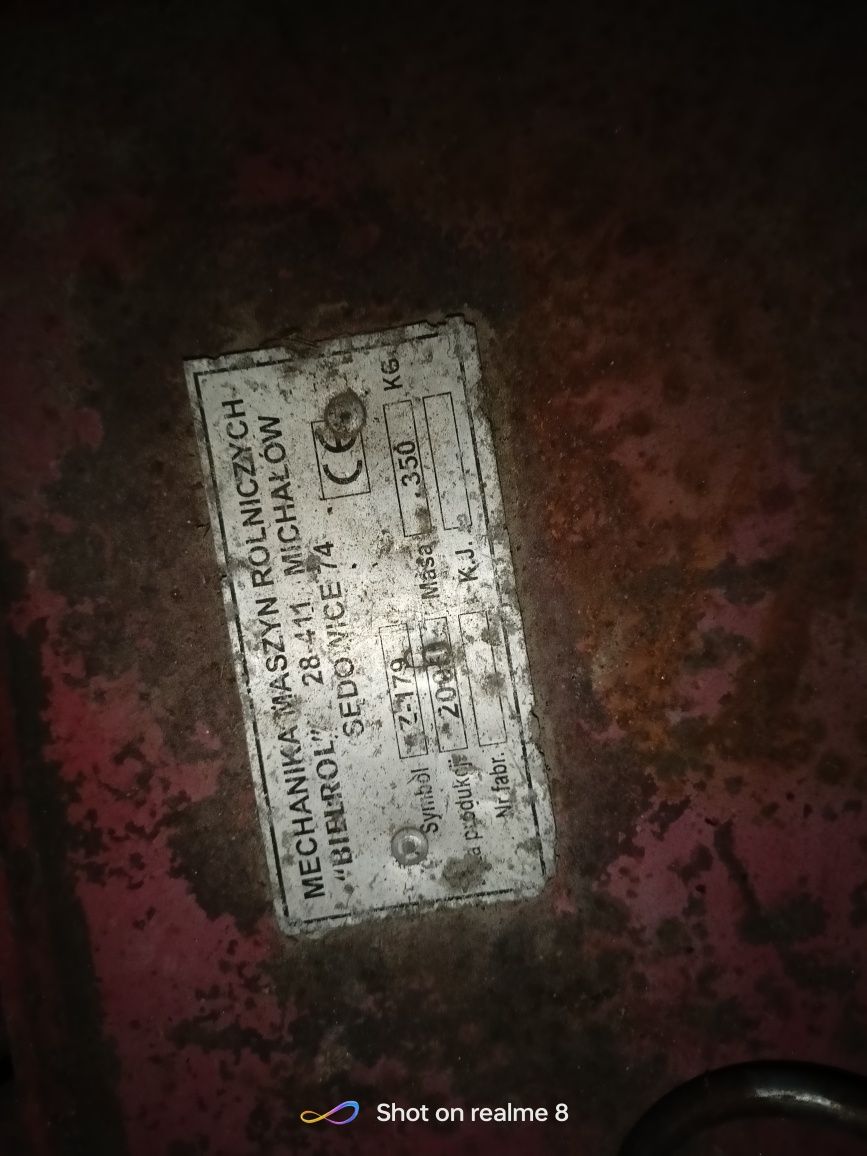 MECHANIKA MASZYN ROLNICZYCH
"BIELROL" 28-411 MICHAŁÓW
SĘDOWICE 74 CE
Symbol Z-179 Masa 350 KG
produkcji K.J.
Nr fabr.
Shot on realme 8